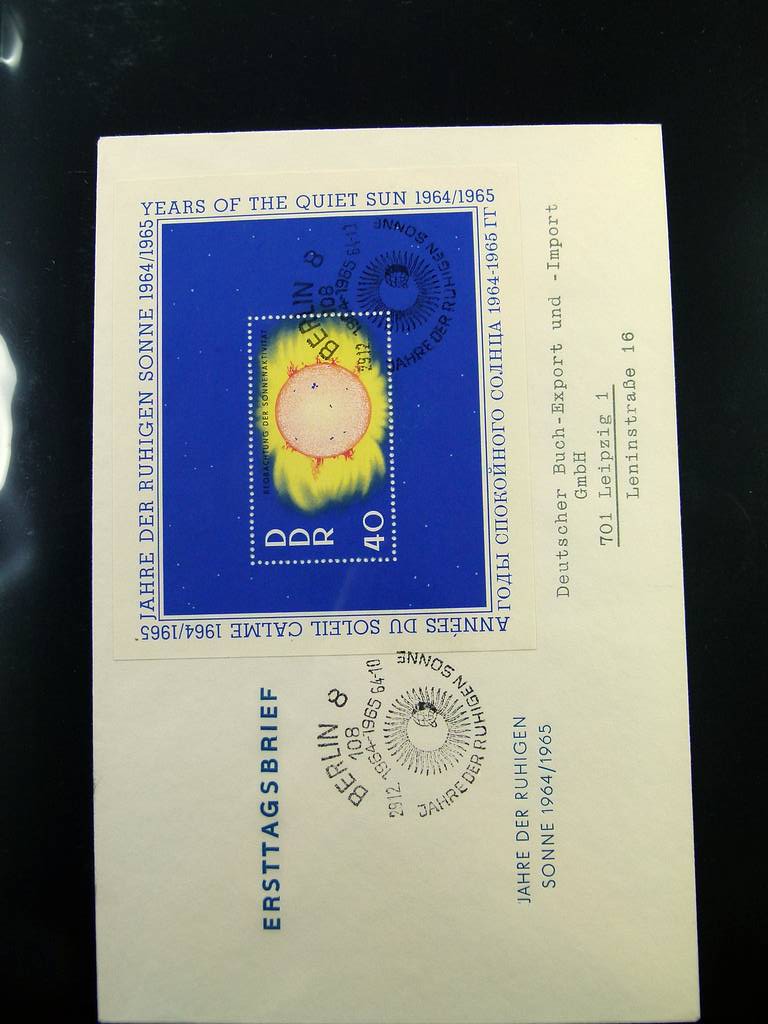 YEARS OF THE QUIET SUN 1964/1965
JAHRE DER RUHIGEN SONNE 1964/1965
ГОДЫ СПОКОЙНОГО СОЛНЦА 1964-1965 ГГ
ANNÉES DU SOLEIL CALME 1964/1965
BEOBACHTUNG DER SONNENAKTIVITÄT
DDR
40
BERLIN 8
108
1964-1965
29.12. 64-12
JAHRE DER RUHIGEN SONNE
Deutscher Buch-Export und -Import
GmbH
701 Leipzig 1
Leninstraße 16
ERSTTAGSBRIEF
BERLIN 8
108
1964-1965
29.12. 64-10
JAHRE DER RUHIGEN SONNE
JAHRE DER RUHIGEN
SONNE 1964/1965